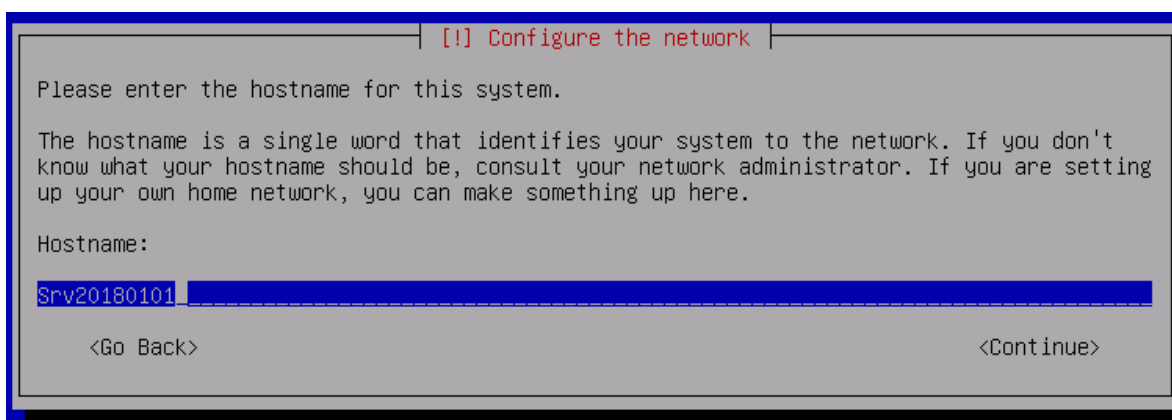 [!] Configure the network
Please enter the hostname for this system.
The hostname is a single word that identifies your system to the network. If you don't
know what your hostname should be, consult your network administrator. If you are setting
up your own home network, you can make something up here.
Hostname:
Srv20180101
<Go Back> <Continue>